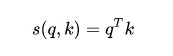 s(q, k) = q^T k